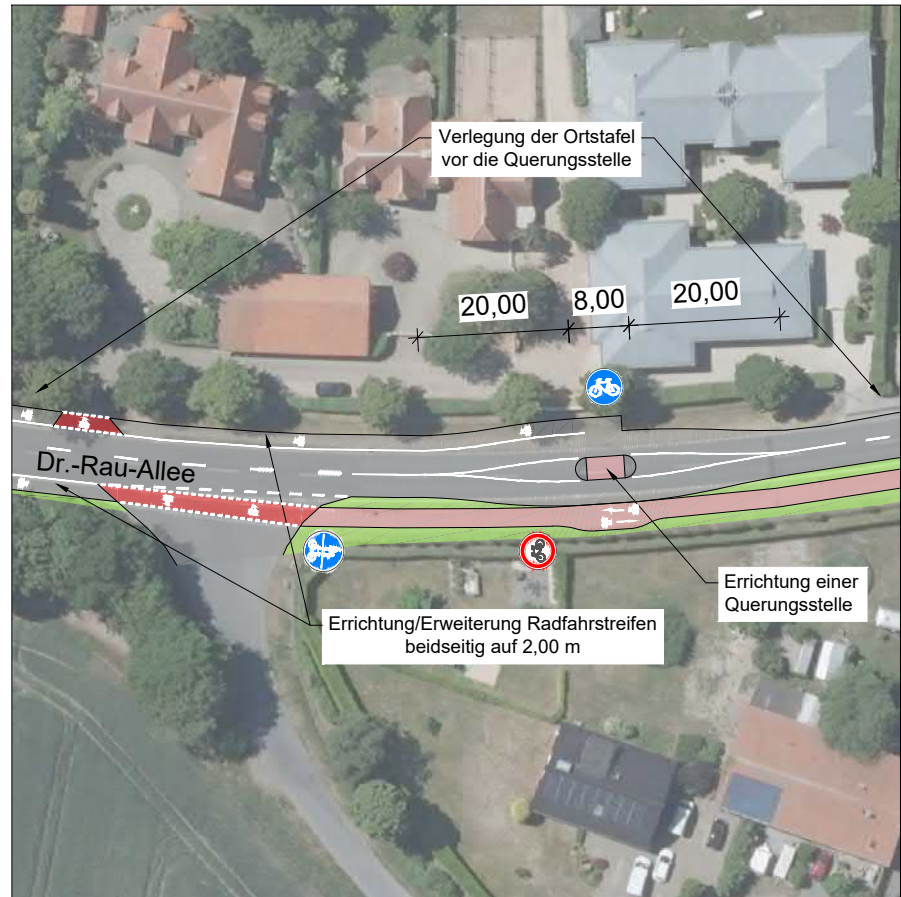 Verlegung der Ortstafel
vor die Querungsstelle
20,00
8,00
20,00
Dr.-Rau-Allee
Errichtung einer
Querungsstelle
Errichtung/Erweiterung Radfahrstreifen
beidseitig auf 2,00 m